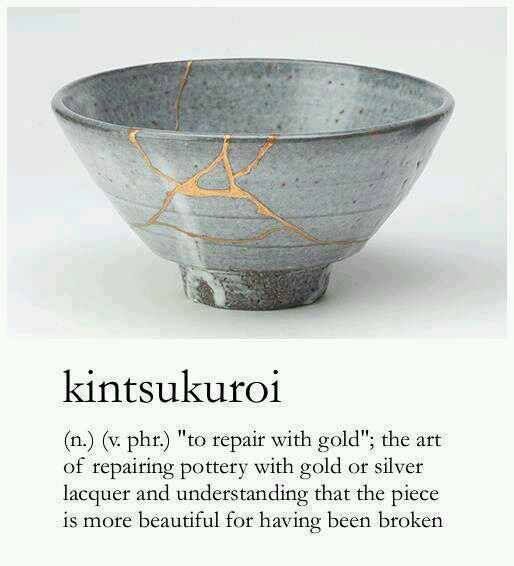 kintsukuroi
(n.) (v. phr.) "to repair with gold"; the art
of repairing pottery with gold or silver
lacquer and understanding that the piece
is more beautiful for having been broken